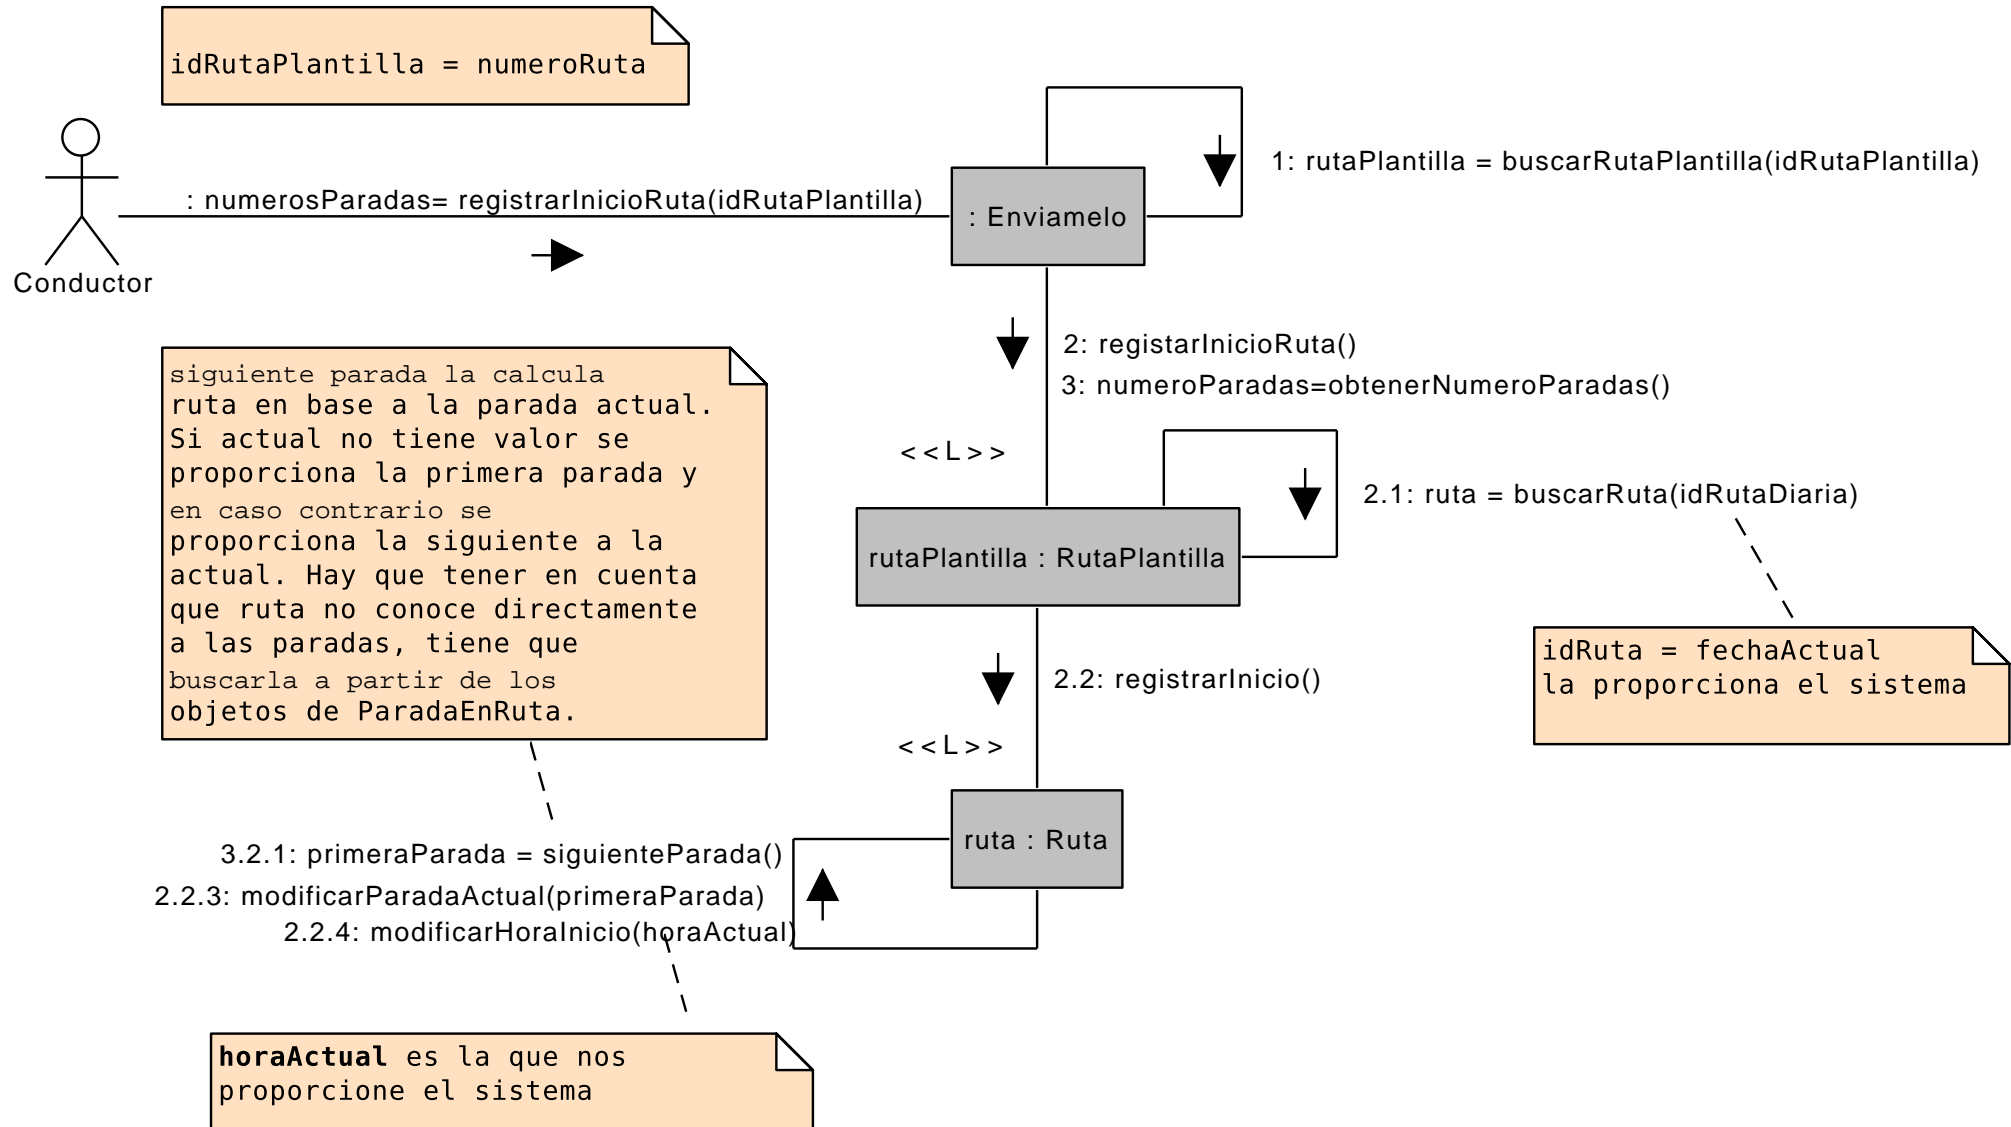 idRutaPlantilla = numeroRuta
1: rutaPlantilla = buscarRutaPlantilla(idRutaPlantilla)
: numerosParadas= registrarInicioRuta(idRutaPlantilla)
: Enviamelo
Conductor
2: registarInicioRuta()
3: numeroParadas=obtenerNumeroParadas()
<<L>>
siguiente parada la calcula
ruta en base a la parada actual.
Si actual no tiene valor se
proporciona la primera parada y
en caso contrario se
proporciona la siguiente a la
actual. Hay que tener en cuenta
que ruta no conoce directamente
a las paradas, tiene que
buscarla a partir de los
objetos de ParadaEnRuta.
2.1: ruta = buscarRuta(idRutaDiaria)
rutaPlantilla : RutaPlantilla
idRuta = fechaActual
la proporciona el sistema
2.2: registrarInicio()
<<L>>
ruta : Ruta
3.2.1: primeraParada = siguienteParada()
2.2.3: modificarParadaActual(primeraParada)
2.2.4: modificarHoraInicio(horaActual)
horaActual es la que nos
proporcione el sistema